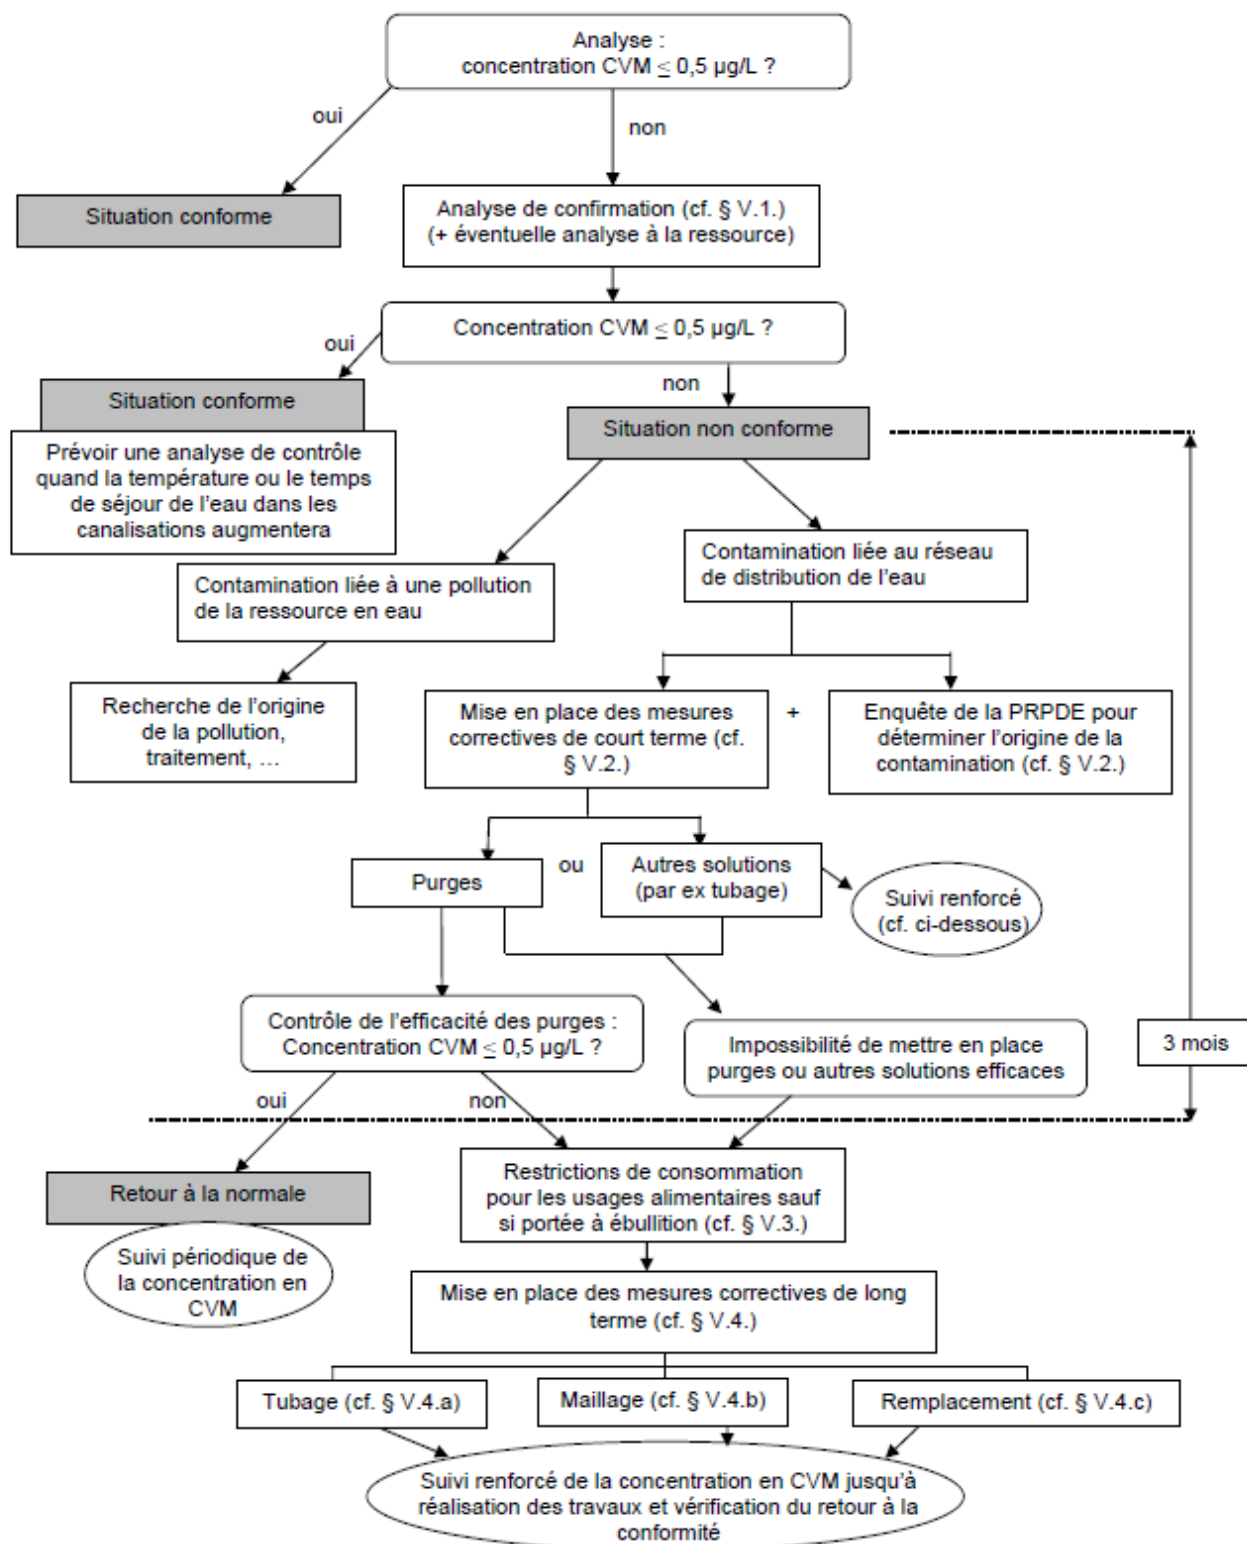 Analyse :
concentration CVM ≤ 0,5 µg/L ?
oui
non
Situation conforme
Analyse de confirmation (cf. § V.1.)
(+ éventuelle analyse à la ressource)
Concentration CVM ≤ 0,5 µg/L ?
oui
non
Situation conforme
Situation non conforme
Prévoir une analyse de contrôle
quand la température ou le temps
de séjour de l'eau dans les
canalisations augmentera
Contamination liée au réseau
de distribution de l'eau
Contamination liée à une pollution
de la ressource en eau
Recherche de l'origine
de la pollution,
traitement, …
Mise en place des mesures
correctives de court terme (cf.
§ V.2.)
+
Enquête de la PRPDE pour
déterminer l'origine de la
contamination (cf. § V.2.)
Purges
ou
Autres solutions
(par ex tubage)
Suivi renforcé
(cf. ci-dessous)
Contrôle de l'efficacité des purges :
Concentration CVM ≤ 0,5 µg/L ?
Impossibilité de mettre en place
purges ou autres solutions efficaces
3 mois
oui
non
Retour à la normale
Suivi périodique de
la concentration en
CVM
Restrictions de consommation
pour les usages alimentaires sauf
si portée à ébullition (cf. § V.3.)
Mise en place des mesures correctives de long
terme (cf. § V.4.)
Tubage (cf. § V.4.a)
Maillage (cf. § V.4.b)
Remplacement (cf. § V.4.c)
Suivi renforcé de la concentration en CVM jusqu'à
réalisation des travaux et vérification du retour à la
conformité